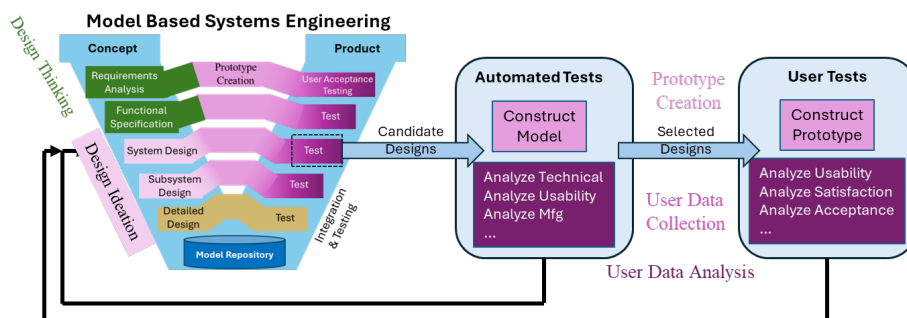 Model Based Systems Engineering
Design Thinking
Concept
Product
Requirements
Analysis
Prototype
Creation
User Acceptance
Testing
Functional
Specification
Test
System Design
Test
Subsystem
Design
Test
Detailed
Design
Test
Model Repository
Design Ideation
Integration
& Testing
Candidate
Designs
Automated Tests
Construct
Model
Analyze Technical
Analyze Usability
Analyze Mfg
...
Prototype
Creation
Selected
Designs
User Data
Collection
User Data Analysis
User Tests
Construct
Prototype
Analyze Usability
Analyze Satisfaction
Analyze Acceptance
...